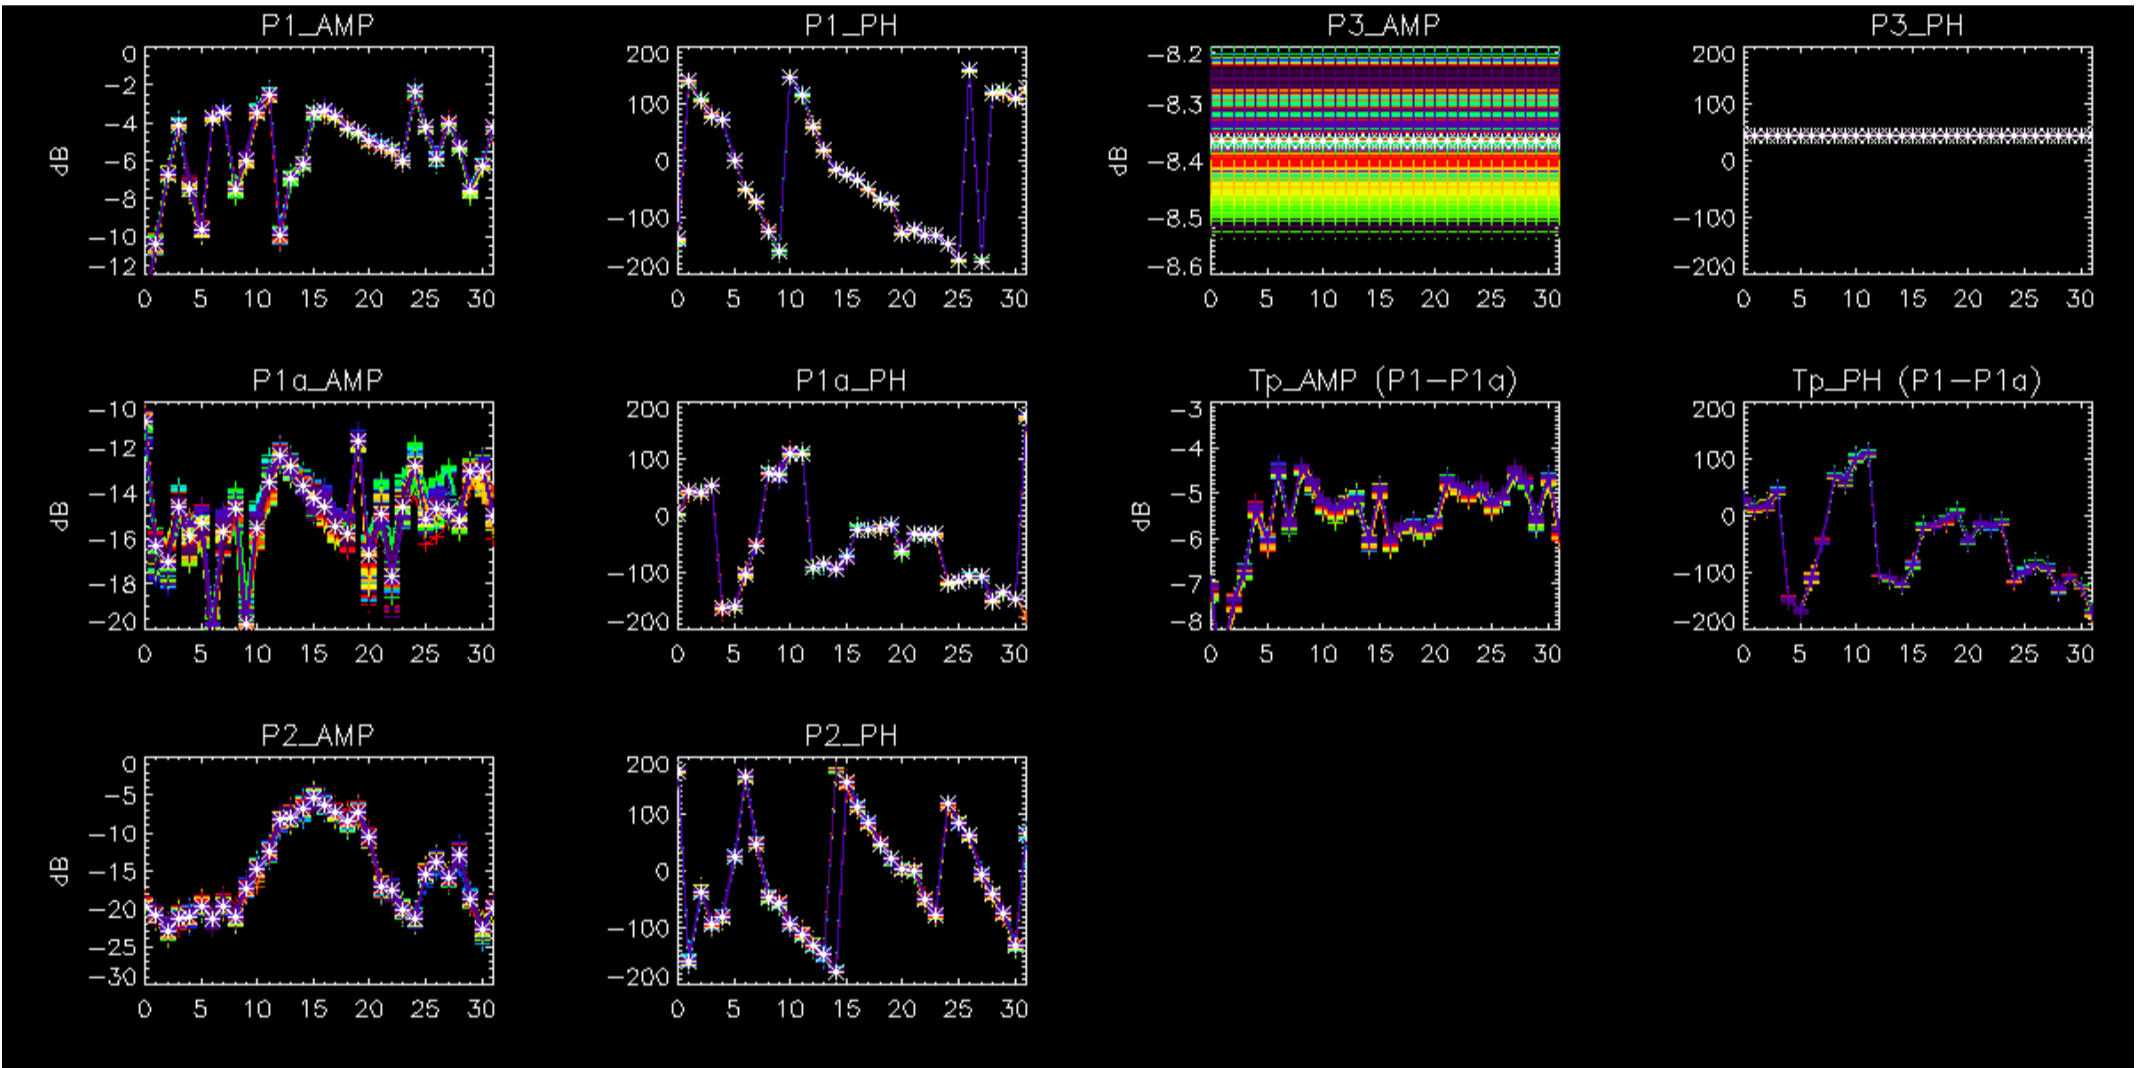 P1_AMP
P1_PH
P3_AMP
P3_PH
dB
0
-2
-4
-6
-8
-10
-12
0 5 10 15 20 25 30
200
100
0
-100
-200
0 5 10 15 20 25 30
dB
-8.2
-8.3
-8.4
-8.5
-8.6
0 5 10 15 20 25 30
200
100
0
-100
-200
0 5 10 15 20 25 30
P1a_AMP
P1a_PH
Tp_AMP (P1-P1a)
Tp_PH (P1-P1a)
dB
-10
-12
-14
-16
-18
-20
0 5 10 15 20 25 30
200
100
0
-100
-200
0 5 10 15 20 25 30
dB
-3
-4
-5
-6
-7
-8
0 5 10 15 20 25 30
200
100
0
-100
-200
0 5 10 15 20 25 30
P2_AMP
P2_PH
dB
0
-5
-10
-15
-20
-25
-30
0 5 10 15 20 25 30
200
100
0
-100
-200
0 5 10 15 20 25 30